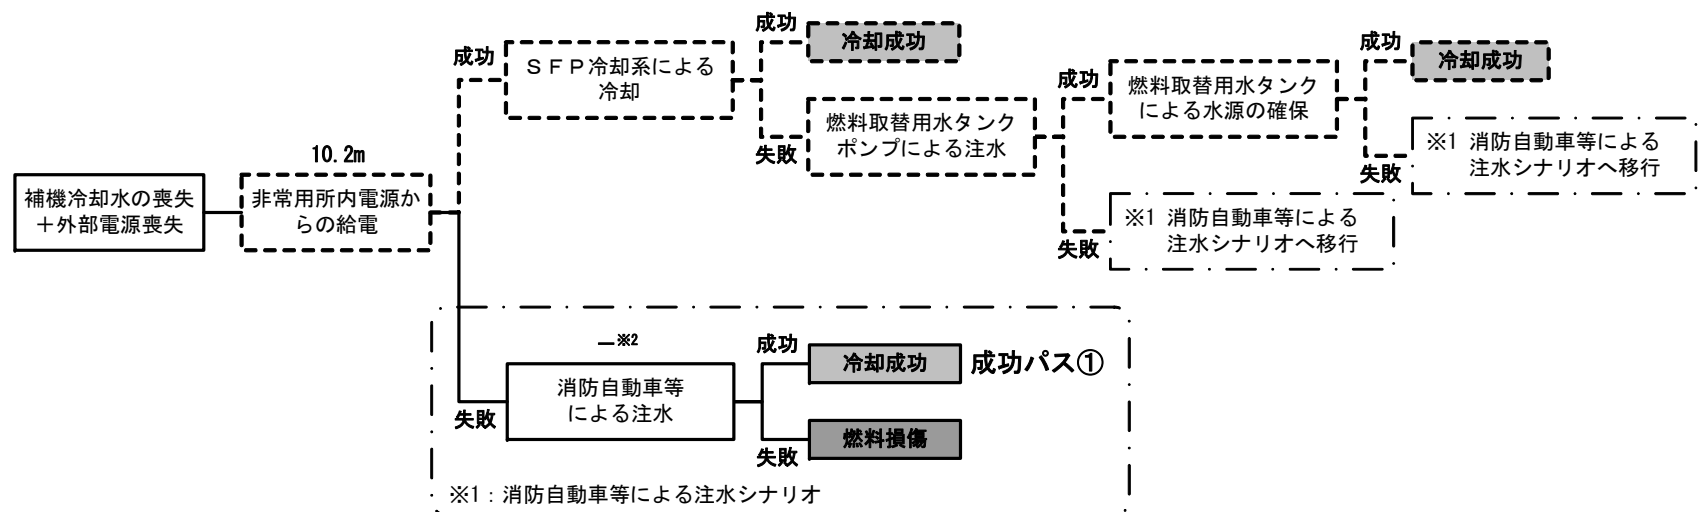 成功
冷却成功
成功
ＳＦＰ冷却系による
冷却
失敗
成功
燃料取替用水タンク
ポンプによる注水
成功
冷却成功
燃料取替用水タンク
による水源の確保
失敗
※1 消防自動車等による
注水シナリオへ移行
失敗
※1 消防自動車等による
注水シナリオへ移行
10.2m
補機冷却水の喪失
＋外部電源喪失
非常用所内電源か
らの給電
失敗
－※2
消防自動車等
による注水
成功
冷却成功
成功パス①
失敗
燃料損傷
※1：消防自動車等による注水シナリオ